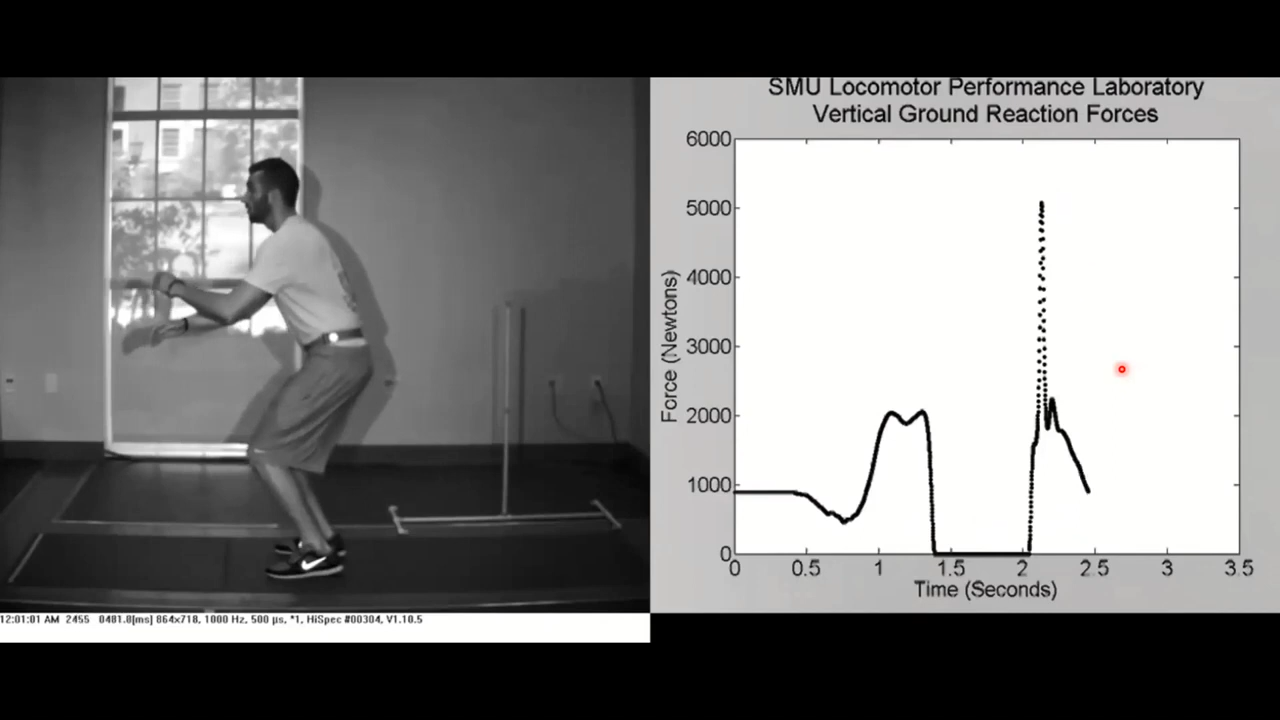 SMU Locomotor Performance Laboratory
Vertical Ground Reaction Forces
6000
5000
4000
3000
2000
1000
0
Force (Newtons)
0 0.5 1 1.5 2 2.5 3 3.5
Time (Seconds)
12:01:01 AM 2455 0481.8[ms] 864x718, 1000 Hz, 500 µs, *1, HiSpec #00304, V1.10.5